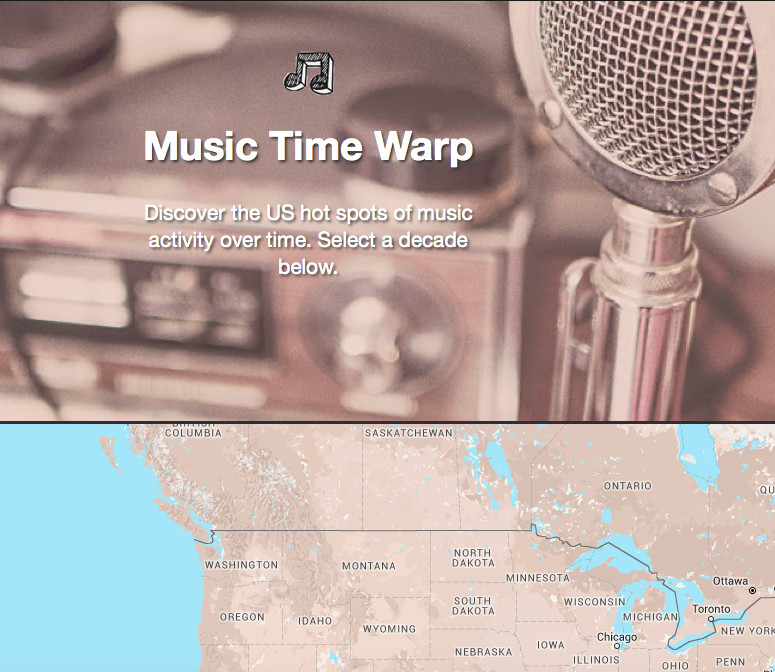 Music Time Warp
Discover the US hot spots of music
activity over time. Select a decade
below.
BRITISH
COLUMBIA
SASKATCHEWAN
ONTARIO
QU
WASHINGTON
MONTANA
NORTH
DAKOTA
MINNESOTA
Ottawa
OREGON
IDAHO
SOUTH
DAKOTA
WISCONSIN
MICHIGAN
Toronto
WYOMING
NEW YORK
NEBRASKA
IOWA
Chicago
ILLINOIS
OHIO
PENN